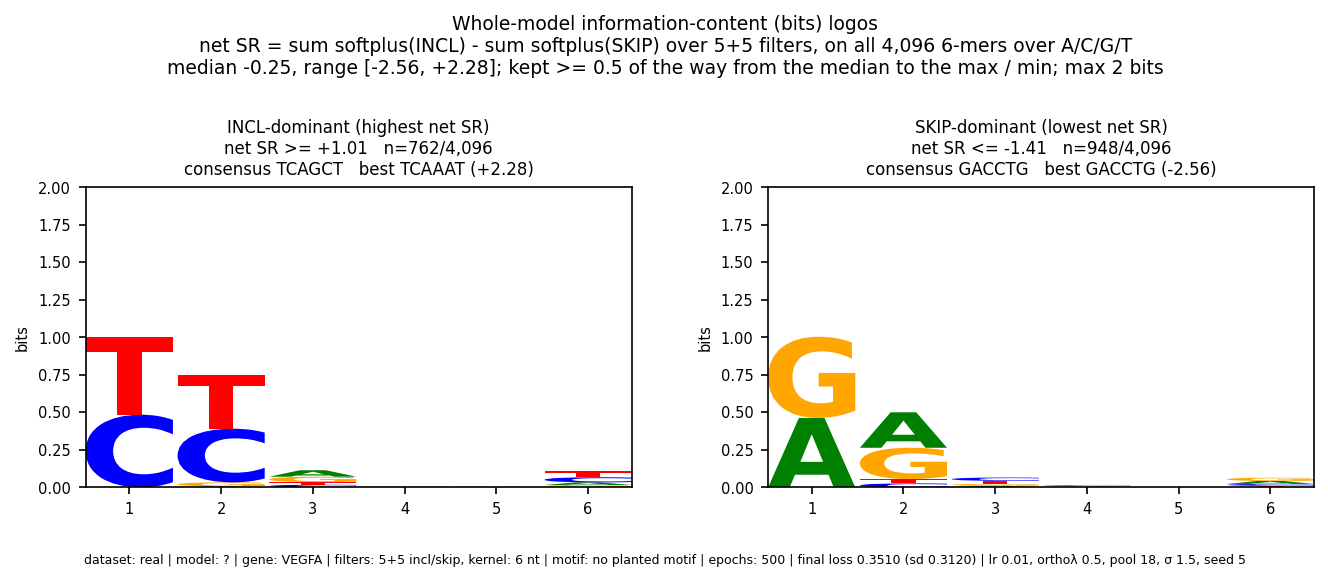 Whole-model information-content (bits) logos
net SR = sum softplus(INCL) - sum softplus(SKIP) over 5+5 filters, on all 4,096 6-mers over A/C/G/T
median -0.25, range [-2.56, +2.28]; kept >= 0.5 of the way from the median to the max / min; max 2 bits
INCL-dominant (highest net SR)
net SR >= +1.01 n=762/4,096
consensus TCAGCT best TCAAAT (+2.28)
2.00
1.75
1.50
1.25
1.00
0.75
0.50
0.25
0.00
bits
T
C
T
C
G
A
G
T
T
C
A
1 2 3 4 5 6
SKIP-dominant (lowest net SR)
net SR <= -1.41 n=948/4,096
consensus GACCTG best GACCTG (-2.56)
2.00
1.75
1.50
1.25
1.00
0.75
0.50
0.25
0.00
bits
G
A
A
G
T
C
C
T
G
G
A
C
1 2 3 4 5 6
dataset: real | model: ? | gene: VEGFA | filters: 5+5 incl/skip, kernel: 6 nt | motif: no planted motif | epochs: 500 | final loss 0.3510 (sd 0.3120) | lr 0.01, orthoλ 0.5, pool 18, σ 1.5, seed 5